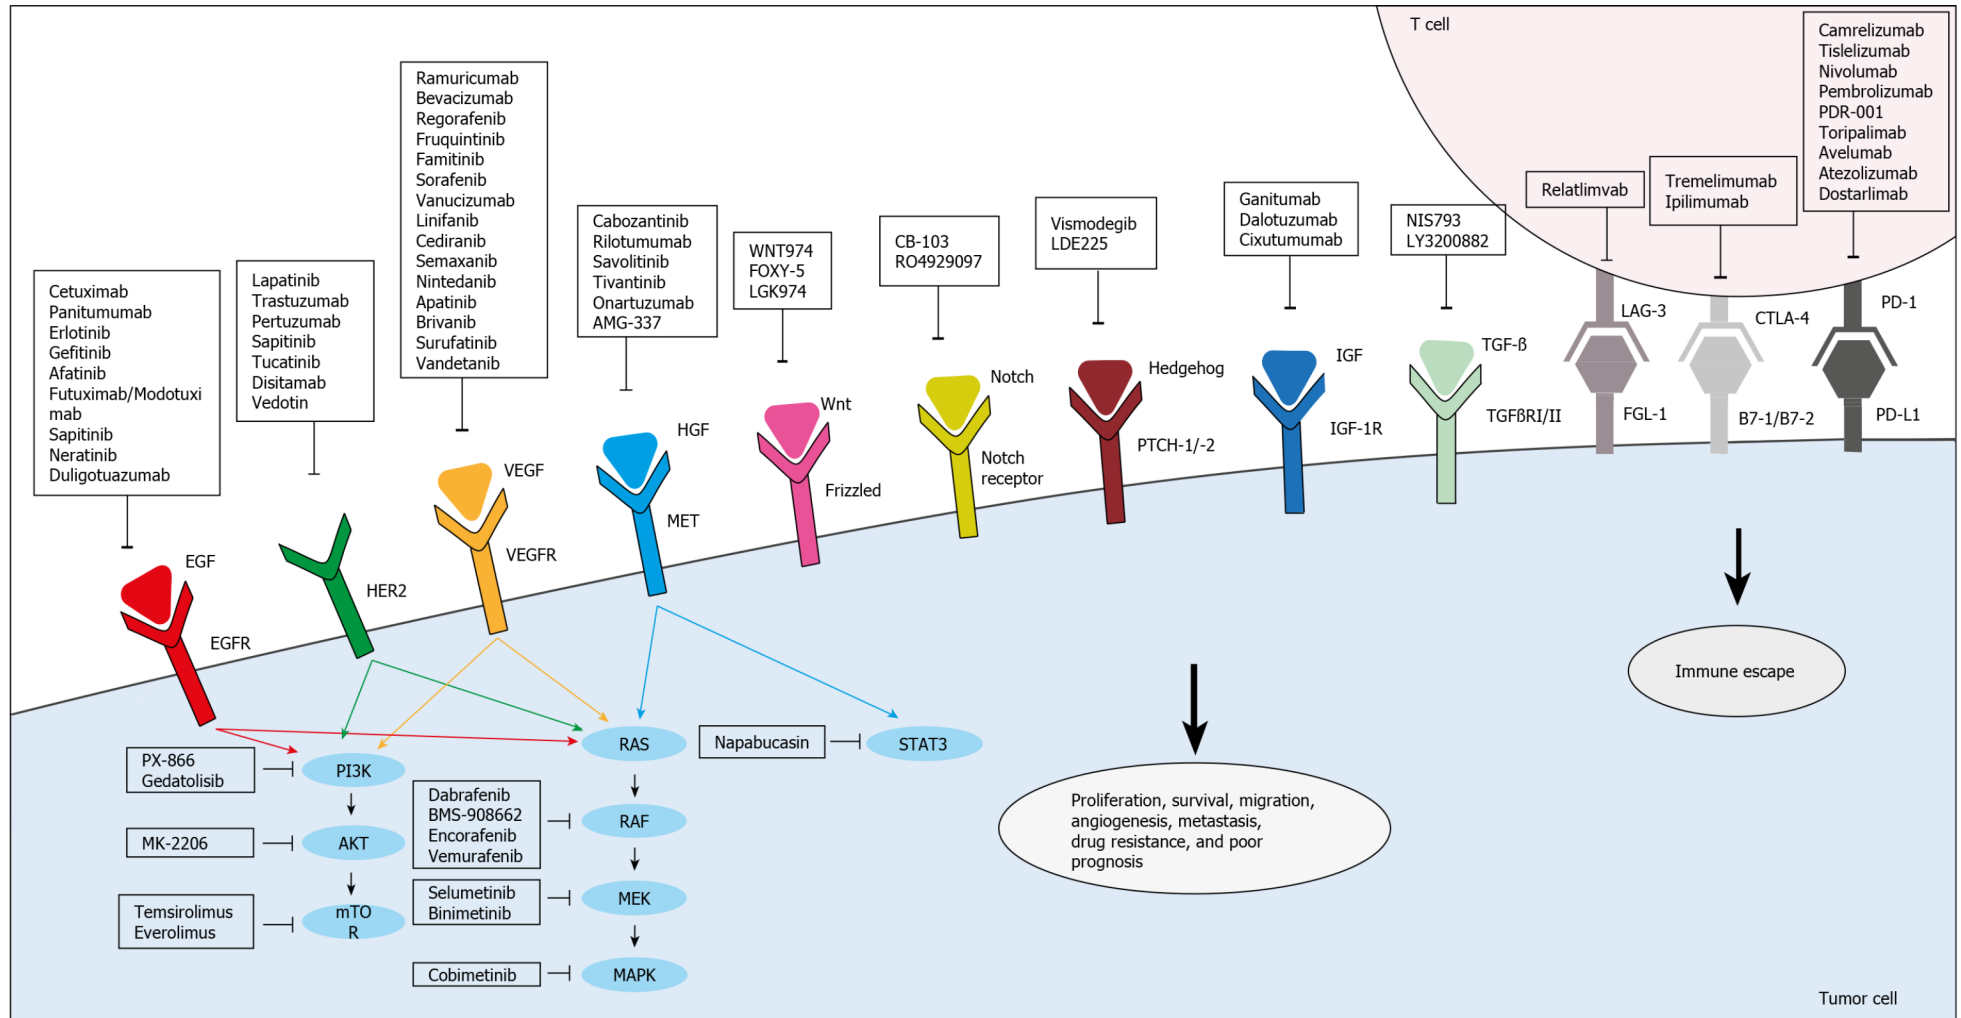 T cell
Camrelizumab
Tislelizumab
Nivolumab
Pembrolizumab
PDR-001
Toripalimab
Avelumab
Atezolizumab
Dostarlimab
Ramuricumab
Bevacizumab
Regorafenib
Fruquintinib
Famitinib
Sorafenib
Vanucizumab
Linifanib
Cediranib
Semaxanib
Nintedanib
Apatinib
Brivanib
Surufatinib
Vandetanib
Tremelimumab
Ipilimumab
Relatlimvab
Ganitumab
Dalotuzumab
Cixutumumab
Vismodegib
LDE225
NIS793
LY3200882
Cabozantinib
Rilotumumab
Savolitinib
Tivantinib
Onartuzumab
AMG-337
WNT974
FOXY-5
LGK974
CB-103
RO4929097
Lapatinib
Trastuzumab
Pertuzumab
Sapitinib
Tucatinib
Disitamab
Vedotin
Cetuximab
Panitumumab
Erlotinib
Gefitinib
Afatinib
Futuximab/Modotuxi
mab
Sapitinib
Neratinib
Duligotuazumab
LAG-3
CTLA-4
PD-1
EGF
EGFR
HER2
VEGF
VEGFR
HGF
MET
Wnt
Frizzled
Notch
Notch
receptor
Hedgehog
PTCH-1/-2
IGF
IGF-1R
TGF-ß
TGFßRI/II
FGL-1
B7-1/B7-2
PD-L1
Immune escape
PX-866
Gedatolisib
PI3K
RAS
Napabucasin
STAT3
MK-2206
AKT
Dabrafenib
BMS-908662
Encorafenib
Vemurafenib
RAF
Proliferation, survival, migration,
angiogenesis, metastasis,
drug resistance, and poor
prognosis
Temsirolimus
Everolimus
mTO
R
Selumetinib
Binimetinib
MEK
Cobimetinib
MAPK
Tumor cell